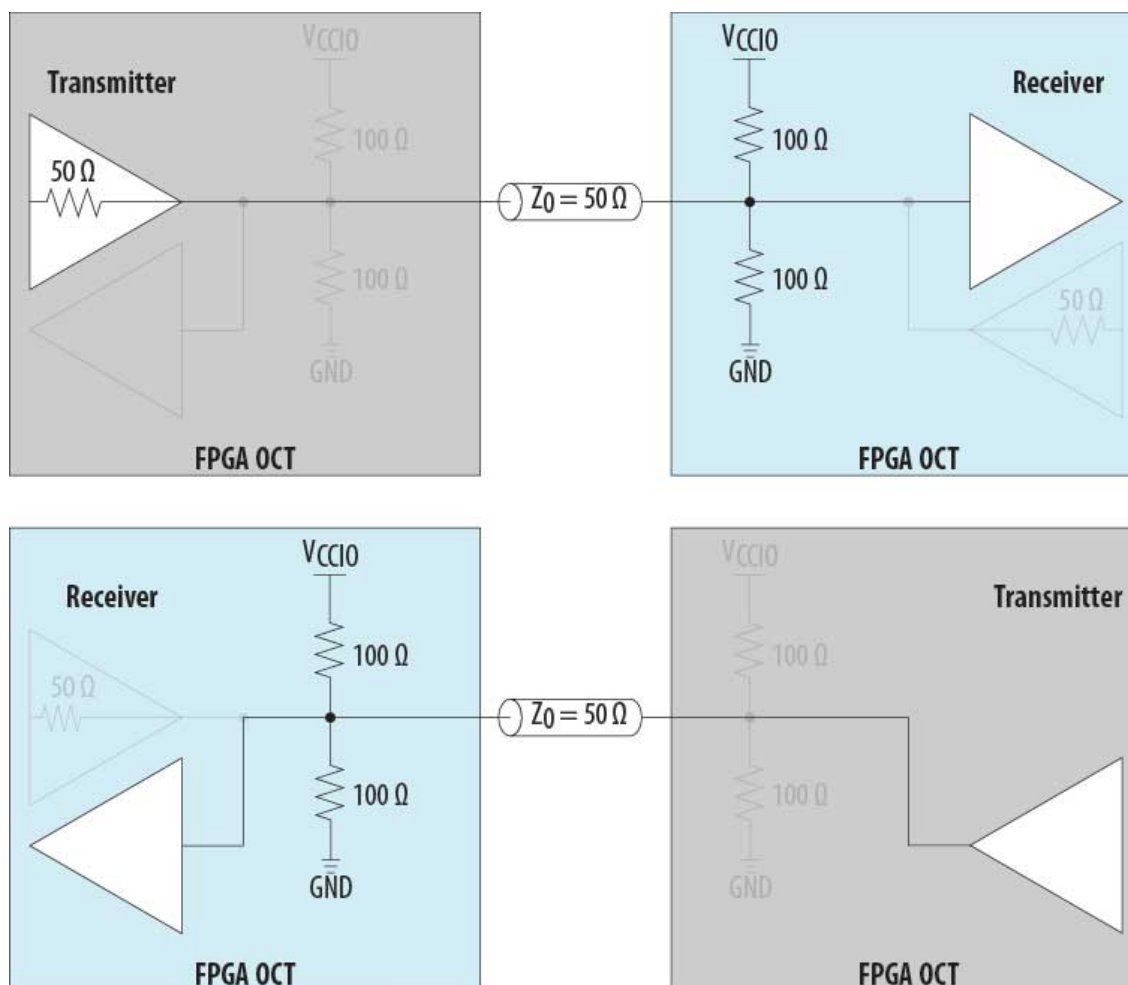 VCCIO
Transmitter
50 Ω
100 Ω
100 Ω
GND
FPGA OCT
Z0 = 50 Ω
VCCIO
Receiver
100 Ω
100 Ω
50 Ω
GND
FPGA OCT
VCCIO
Receiver
50 Ω
100 Ω
100 Ω
GND
FPGA OCT
Z0 = 50 Ω
VCCIO
Transmitter
100 Ω
100 Ω
GND
FPGA OCT